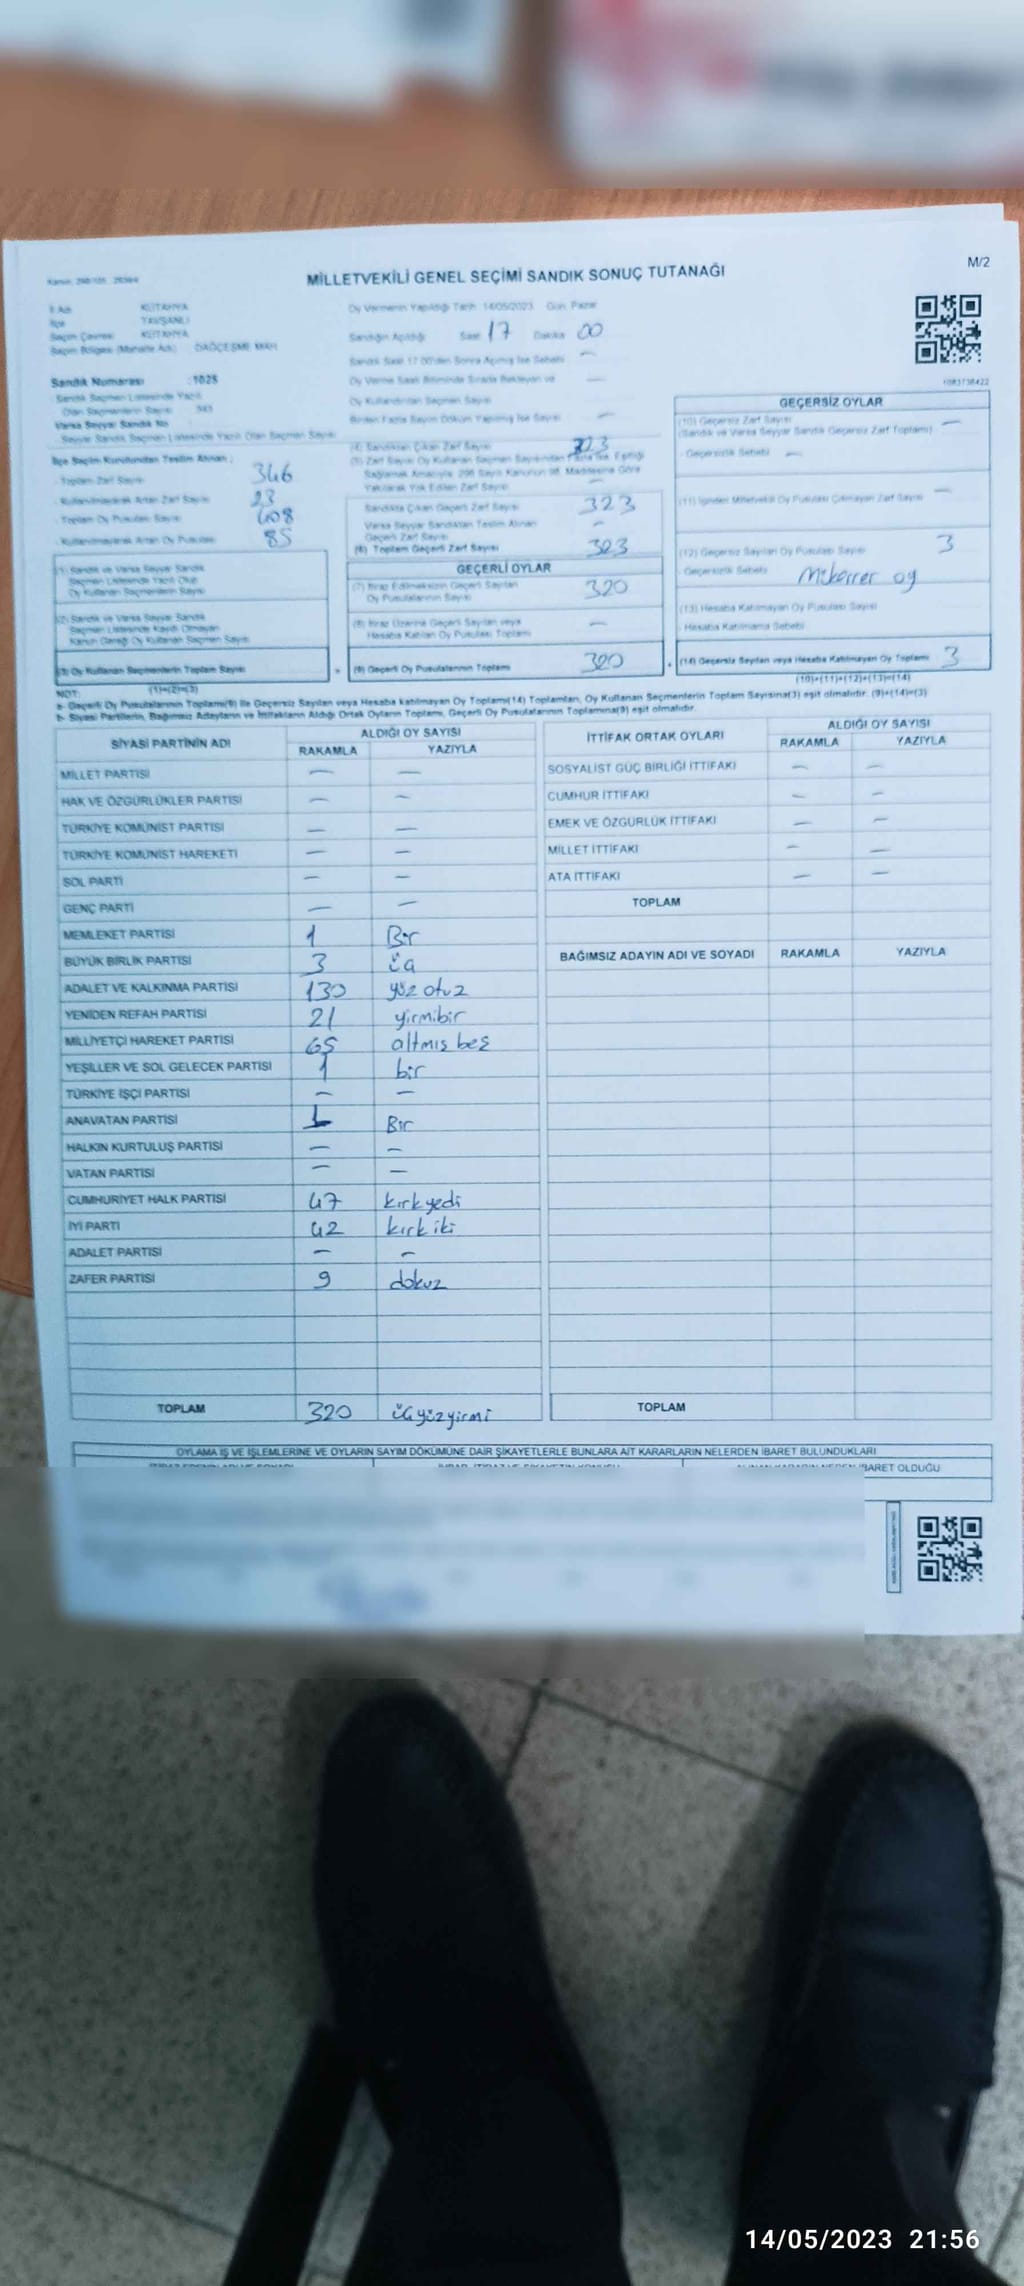 M/2
MİLLETVEKİLİ GENEL SEÇİMİ SANDIK SONUÇ TUTANAĞI
İl Adı KÜTAHYA
İlçe TAVŞANLI
Seçim Çevresi KÜTAHYA
Seçim Bölgesi (Mahalle Adı) DAĞÇEŞME MAH.
Sandık Numarası :1025
Sandık Seçmen Listesinde Yazılı
Olan Seçmenlerin Sayısı
Varsa Seyyar Sandık No
Seyyar Sandık Seçmen Listesinde Yazılı Olan Seçmen Sayısı
İlçe Seçim Kurulundan Teslim Alınan ;
- Toplam Zarf Sayısı 346
- Kullanılmayarak Artan Zarf Sayısı 23
- Toplam Oy Pusulası Sayısı 408
- Kullanılmayarak Artan Oy Pusulası 85
(1) Sandık ve Varsa Seyyar Sandık
Seçmen Listesinde Yazılı Olup
Oy Kullanan Seçmenlerin Sayısı
(2) Sandık ve Varsa Seyyar Sandık
Seçmen Listesinde Kaydı Olmayan
Kanun Gereği Oy Kullanan Seçmen Sayısı
(3) Oy Kullanan Seçmenlerin Toplam Sayısı
(1)+(2)=(3)
Oy Vermenin Yapıldığı Tarih 14/05/2023 Gün: Pazar
Sandığın Açıldığı Saat 17 Dakika 00
Sandık Saat 17.00'den Sonra Açılmış İse Sebebi —
Oy Verme Saati Bitiminde Sırada Bekleyen ve —
Oy Kullandırılan Seçmen Sayısı
Birden Fazla Sayım Döküm Yapılmış İse Sayısı —
(4) Sandıktan Çıkan Zarf Sayısı 323
(5) Zarf Sayısı Oy Kullanan Seçmen Sayısından Fazla İse, Eşitliği
Sağlamak Amacıyla 298 Sayılı Kanunun 98. Maddesine Göre
Yakılarak Yok Edilen Zarf Sayısı —
Sandıkta Çıkan Geçerli Zarf Sayısı 323
Varsa Seyyar Sandıktan Teslim Alınan
Geçerli Zarf Sayısı —
(6) Toplam Geçerli Zarf Sayısı 323
GEÇERLİ OYLAR
(7) İtiraz Edilmeksizin Geçerli Sayılan
Oy Pusulalarının Sayısı 320
(8) İtiraz Üzerine Geçerli Sayılan veya
Hesaba Katılan Oy Pusulası Toplamı —
(9) Geçerli Oy Pusulalarının Toplamı 320
1083738422
GEÇERSİZ OYLAR
(10) Geçersiz Zarf Sayısı —
(Sandık ve Varsa Seyyar Sandık Geçersiz Zarf Toplamı)
- Geçersizlik Sebebi —
(11) İçinden Milletvekili Oy Pusulası Çıkmayan Zarf Sayısı —
(12) Geçersiz Sayılan Oy Pusulası Sayısı 3
- Geçersizlik Sebebi Mükerrer oy
(13) Hesaba Katılmayan Oy Pusulası Sayısı
- Hesaba Katılmama Sebebi
(14) Geçersiz Sayılan veya Hesaba Katılmayan Oy Toplamı 3
(10)+(11)+(12)+(13)=(14)
NOT:
a- Geçerli Oy Pusulalarının Toplamı(9) ile Geçersiz Sayılan veya Hesaba katılmayan Oy Toplamı(14) Toplamları, Oy Kullanan Seçmenlerin Toplam Sayısına(3) eşit olmalıdır. (9)+(14)=(3)
b- Siyasi Partilerin, Bağımsız Adayların ve İttifakların Aldığı Ortak Oyların Toplamı, Geçerli Oy Pusulalarının Toplamına(9) eşit olmalıdır.
SİYASİ PARTİNİN ADI ALDIĞI OY SAYISI
RAKAMLA YAZIYLA
MİLLET PARTİSİ — —
HAK VE ÖZGÜRLÜKLER PARTİSİ — —
TÜRKİYE KOMÜNİST PARTİSİ — —
TÜRKİYE KOMÜNİST HAREKETİ — —
SOL PARTİ — —
GENÇ PARTİ — —
MEMLEKET PARTİSİ 1 Bir
BÜYÜK BİRLİK PARTİSİ 3 üç
ADALET VE KALKINMA PARTİSİ 130 yüz otuz
YENİDEN REFAH PARTİSİ 21 yirmibir
MİLLİYETÇİ HAREKET PARTİSİ 65 altmış beş
YEŞİLLER VE SOL GELECEK PARTİSİ 1 bir
TÜRKİYE İŞÇİ PARTİSİ — —
ANAVATAN PARTİSİ 1 Bir
HALKIN KURTULUŞ PARTİSİ — —
VATAN PARTİSİ — —
CUMHURİYET HALK PARTİSİ 47 kırkyedi
İYİ PARTİ 42 kırk iki
ADALET PARTİSİ — —
ZAFER PARTİSİ 9 dokuz
TOPLAM 320 üçyüzyirmi
İTTİFAK ORTAK OYLARI ALDIĞI OY SAYISI
RAKAMLA YAZIYLA
SOSYALİST GÜÇ BİRLİĞİ İTTİFAKI — —
CUMHUR İTTİFAKI — —
EMEK VE ÖZGÜRLÜK İTTİFAKI — —
MİLLET İTTİFAKI — —
ATA İTTİFAKI — —
TOPLAM
BAĞIMSIZ ADAYIN ADI VE SOYADI RAKAMLA YAZIYLA
TOPLAM
OYLAMA İŞ VE İŞLEMLERİNE VE OYLARIN SAYIM DÖKÜMÜNE DAİR ŞİKAYETLERLE BUNLARA AİT KARARLARIN NELERDEN İBARET BULUNDUKLARI
İBARET OLDUĞU
14/05/2023 21:56